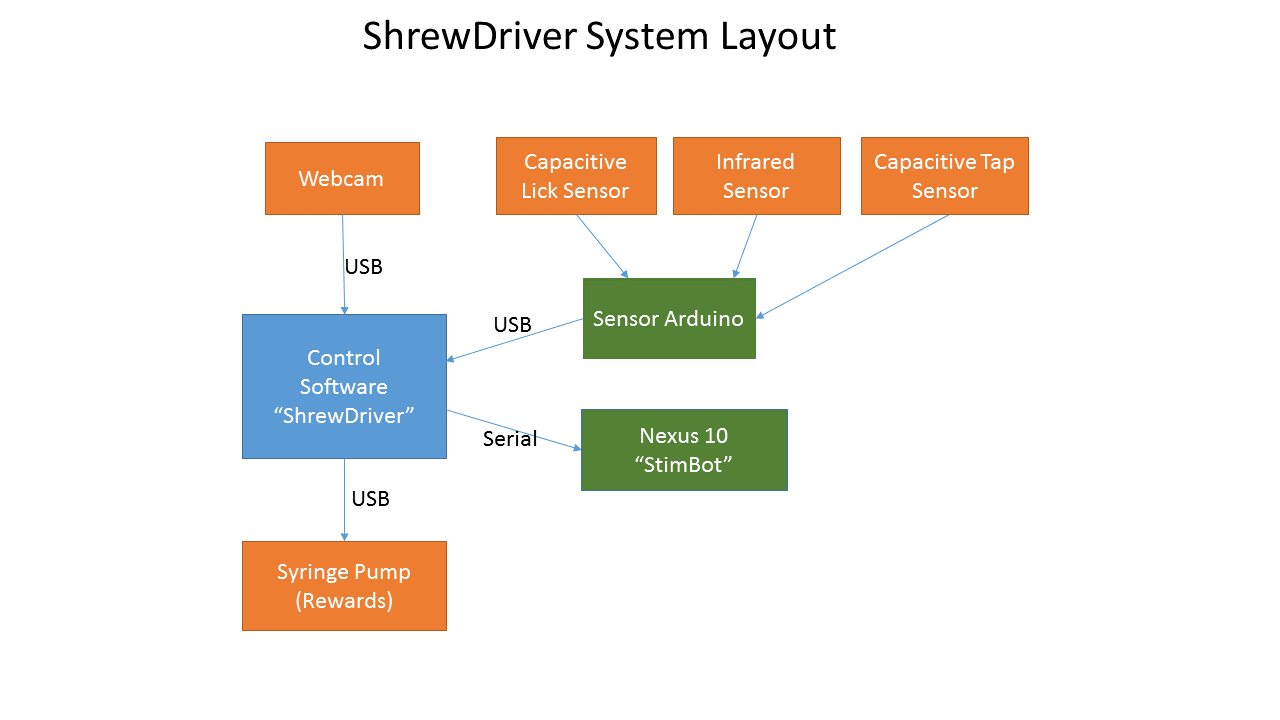 ShrewDriver System Layout
Webcam
Capacitive
Lick Sensor
Infrared
Sensor
Capacitive Tap
Sensor
USB
Sensor Arduino
USB
Control
Software
“ShrewDriver”
Serial
Nexus 10
“StimBot”
USB
Syringe Pump
(Rewards)